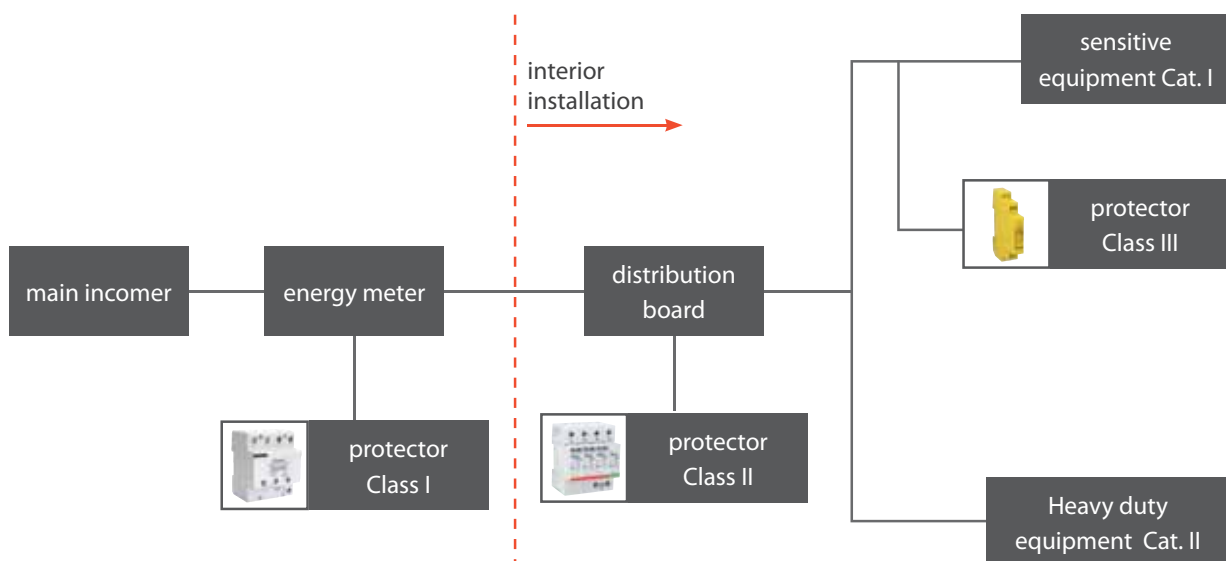 sensitive
equipment Cat. I
interior
installation
protector
Class III
main incomer
energy meter
distribution
board
protector
Class I
protector
Class II
Heavy duty
equipment Cat. II